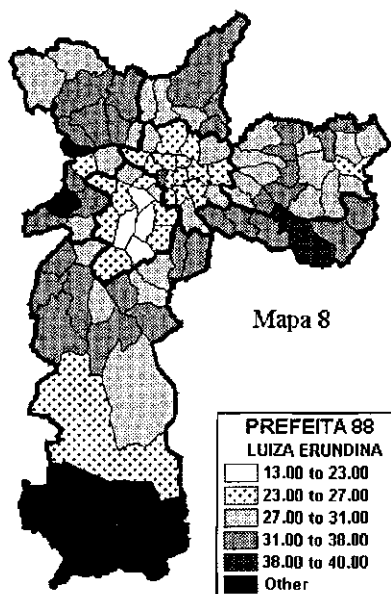 Mapa 8
PREFEITA 88
LUIZA ERUNDINA
13.00 to 23.00
23.00 to 27.00
27.00 to 31.00
31.00 to 38.00
38.00 to 40.00
Other